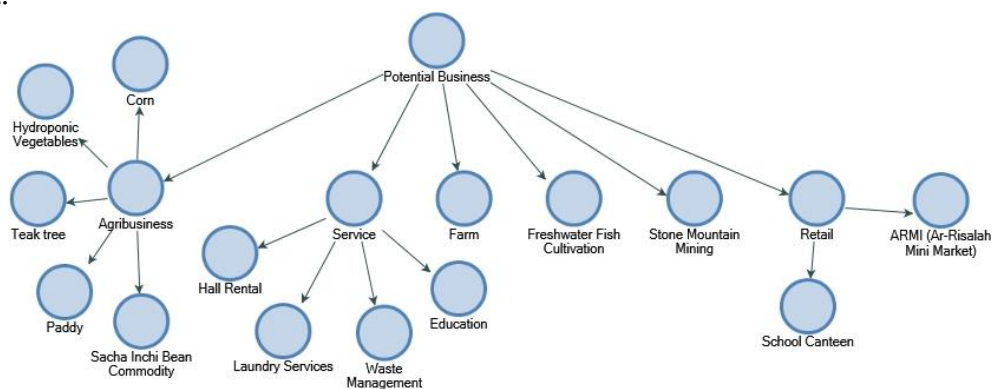 Potential Business
Corn
Hydroponic
Vegetables
Agribusiness
Teak tree
Paddy
Sacha Inchi Bean
Commodity
Service
Hall Rental
Laundry Services
Waste
Management
Education
Farm
Freshwater Fish
Cultivation
Stone Mountain
Mining
Retail
ARMI (Ar-Risalah
Mini Market)
School Canteen